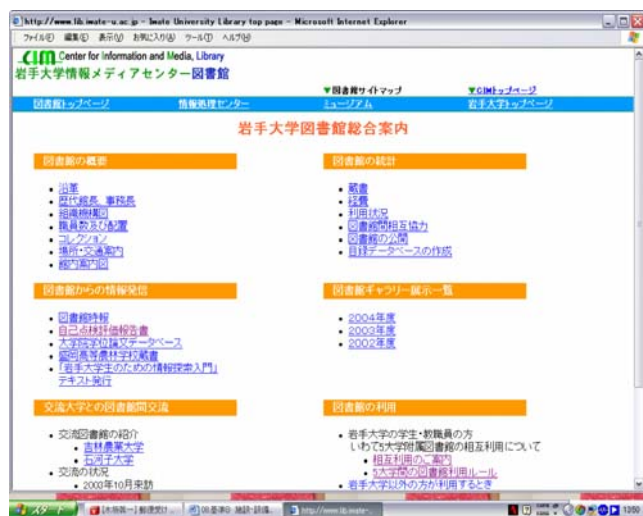 http://www.lib.iwate-u.ac.jp - Iwate University Library top page - Microsoft Internet Explorer
ファイル(F) 編集(E) 表示(V) お気に入り(A) ツール(T) ヘルプ(H)
CIM Center for Information and Media, Library
岩手大学情報メディアセンター図書館
▼図書館サイトマップ ▼CIMトップページ
図書館トップページ 情報処理センター ミュージアム 岩手大学トップページ
岩手大学図書館総合案内
図書館の概要
・沿革
・歴代館長、事務長
・組織機構図
・職員数及び配置
・コレクション
・場所・交通案内
・館内案内図
図書館の統計
・蔵書
・経費
・利用状況
・図書館間相互協力
・図書館の公開
・目録データベースの作成
図書館からの情報発信
・図書館時報
・自己点検評価報告書
・大学院学位論文データベース
・盛岡高等農林学校蔵書
・「岩手大学生のための情報探索入門」
テキスト発行
図書館ギャラリー展示一覧
・2004年度
・2003年度
・2002年度
交流大学との図書館間交流
・交流図書館の紹介
・吉林農業大学
・石河子大学
・交流の状況
・2003年10月来訪
図書館の利用
・岩手大学の学生・教職員の方
いわて5大学附属図書館の相互利用について
・相互利用のご案内
・5大学間の図書館利用ルール
・岩手大学以外の方が利用するとき
スタート
http://www.lib.iwate-...